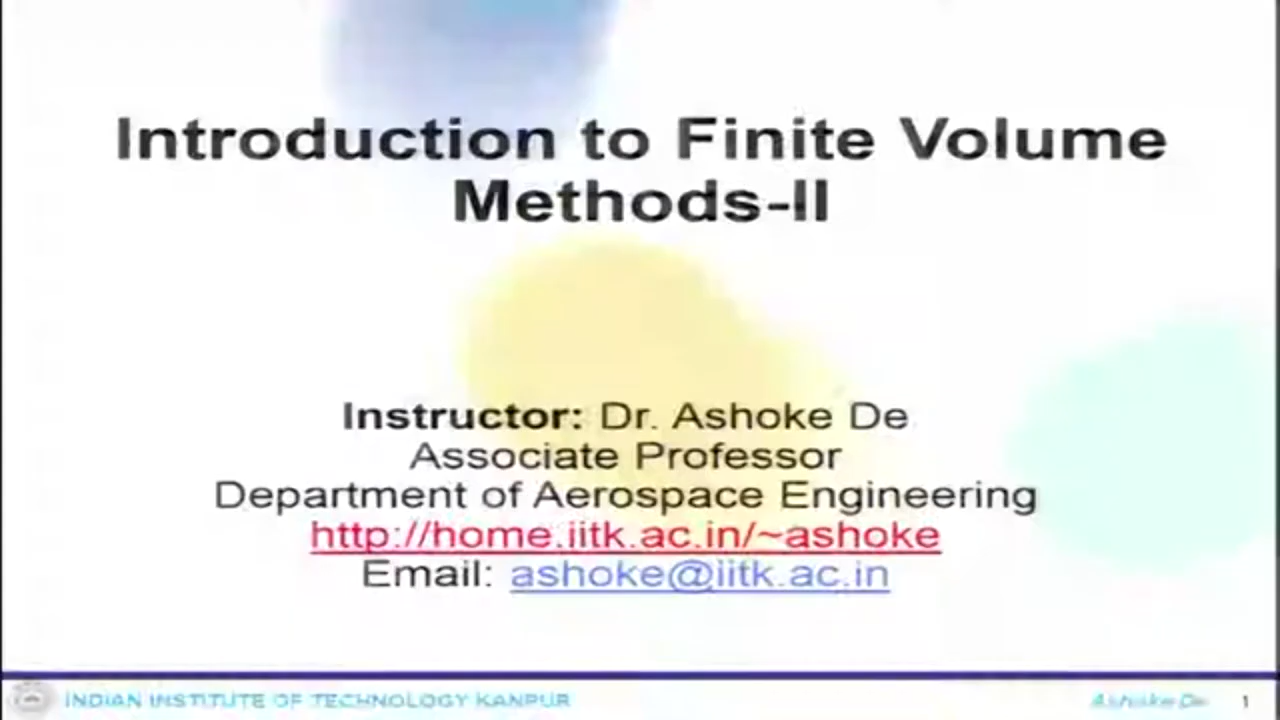 Introduction to Finite Volume
Methods-II
Instructor: Dr. Ashoke De
Associate Professor
Department of Aerospace Engineering
http://home.iitk.ac.in/~ashoke
Email: ashoke@iitk.ac.in
INDIAN INSTITUTE OF TECHNOLOGY KANPUR
Ashoke De 1